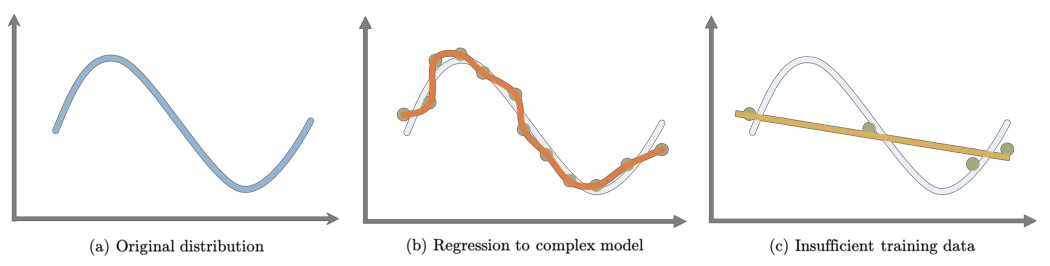 (a) Original distribution
(b) Regression to complex model
(c) Insufficient training data